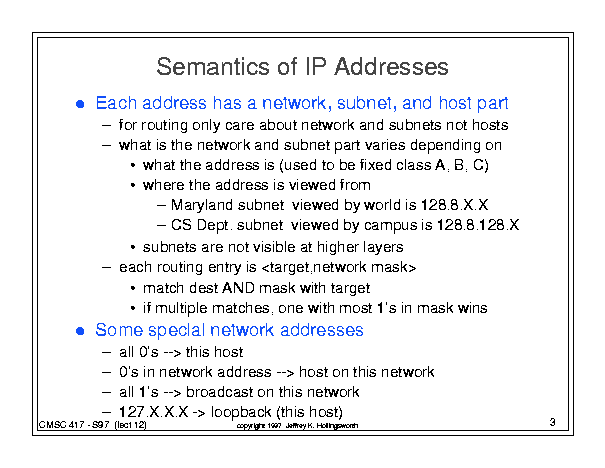 Semantics of IP Addresses
● Each address has a network, subnet, and host part
– for routing only care about network and subnets not hosts
– what is the network and subnet part varies depending on
• what the address is (used to be fixed class A, B, C)
• where the address is viewed from
– Maryland subnet viewed by world is 128.8.X.X
– CS Dept. subnet viewed by campus is 128.8.128.X
• subnets are not visible at higher layers
– each routing entry is <target,network mask>
• match dest AND mask with target
• if multiple matches, one with most 1's in mask wins
● Some special network addresses
– all 0's --> this host
– 0's in network address --> host on this network
– all 1's --> broadcast on this network
– 127.X.X.X -> loopback (this host)
CMSC 417 - S97 (lect 12)
copyright 1997 Jeffrey K. Hollingsworth
3